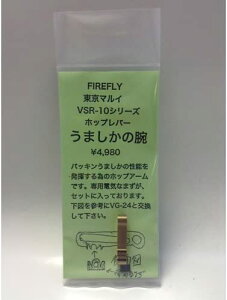 FIREFLY
東京マルイ
VSR-10シリーズ
ホップレバー
うましかの腕
¥4,980
パッキンうましかの性能を
発揮する為のホップアーム
です。専用電気なまずが、
セットに入っております。
下図を参考にVG-24と交換
して下さい。